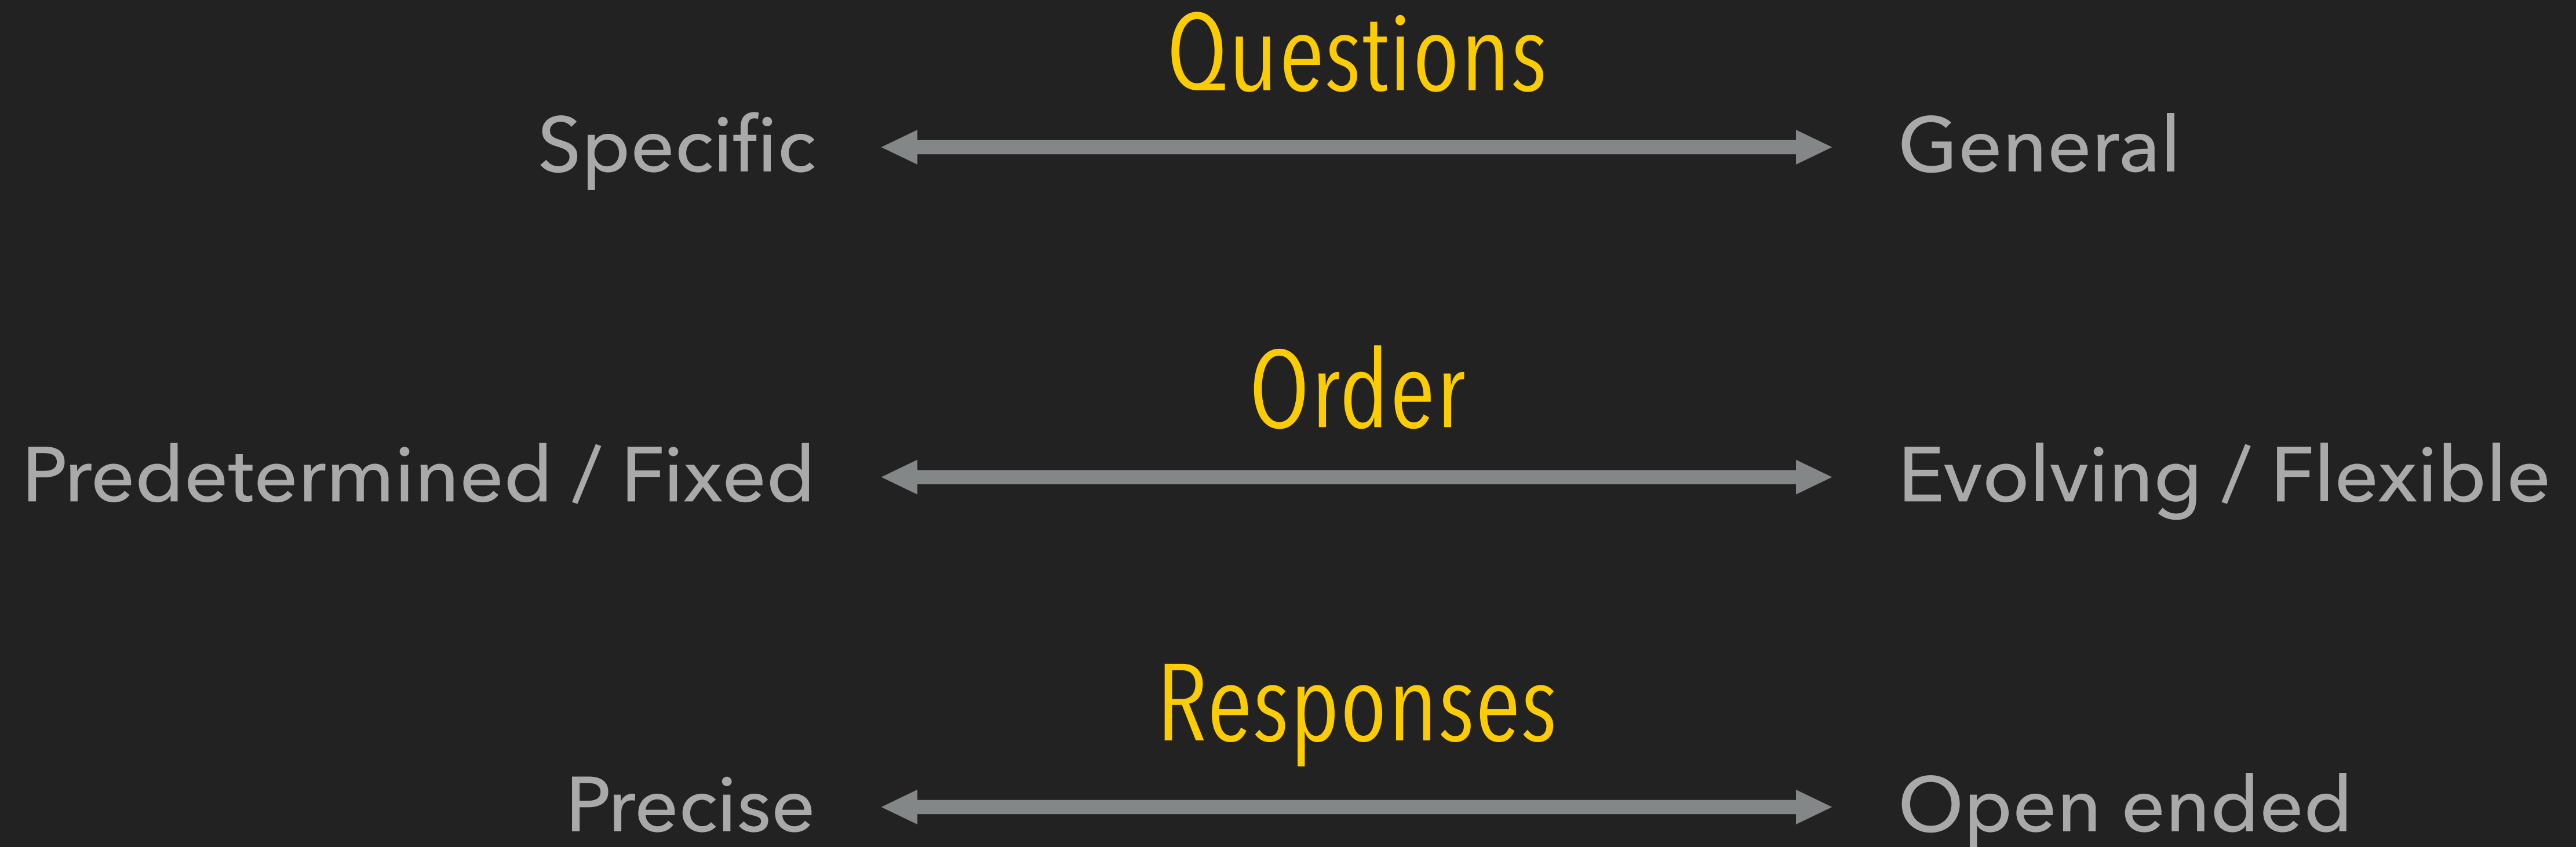 Questions
Specific General
Order
Predetermined / Fixed Evolving / Flexible
Responses
Precise Open ended